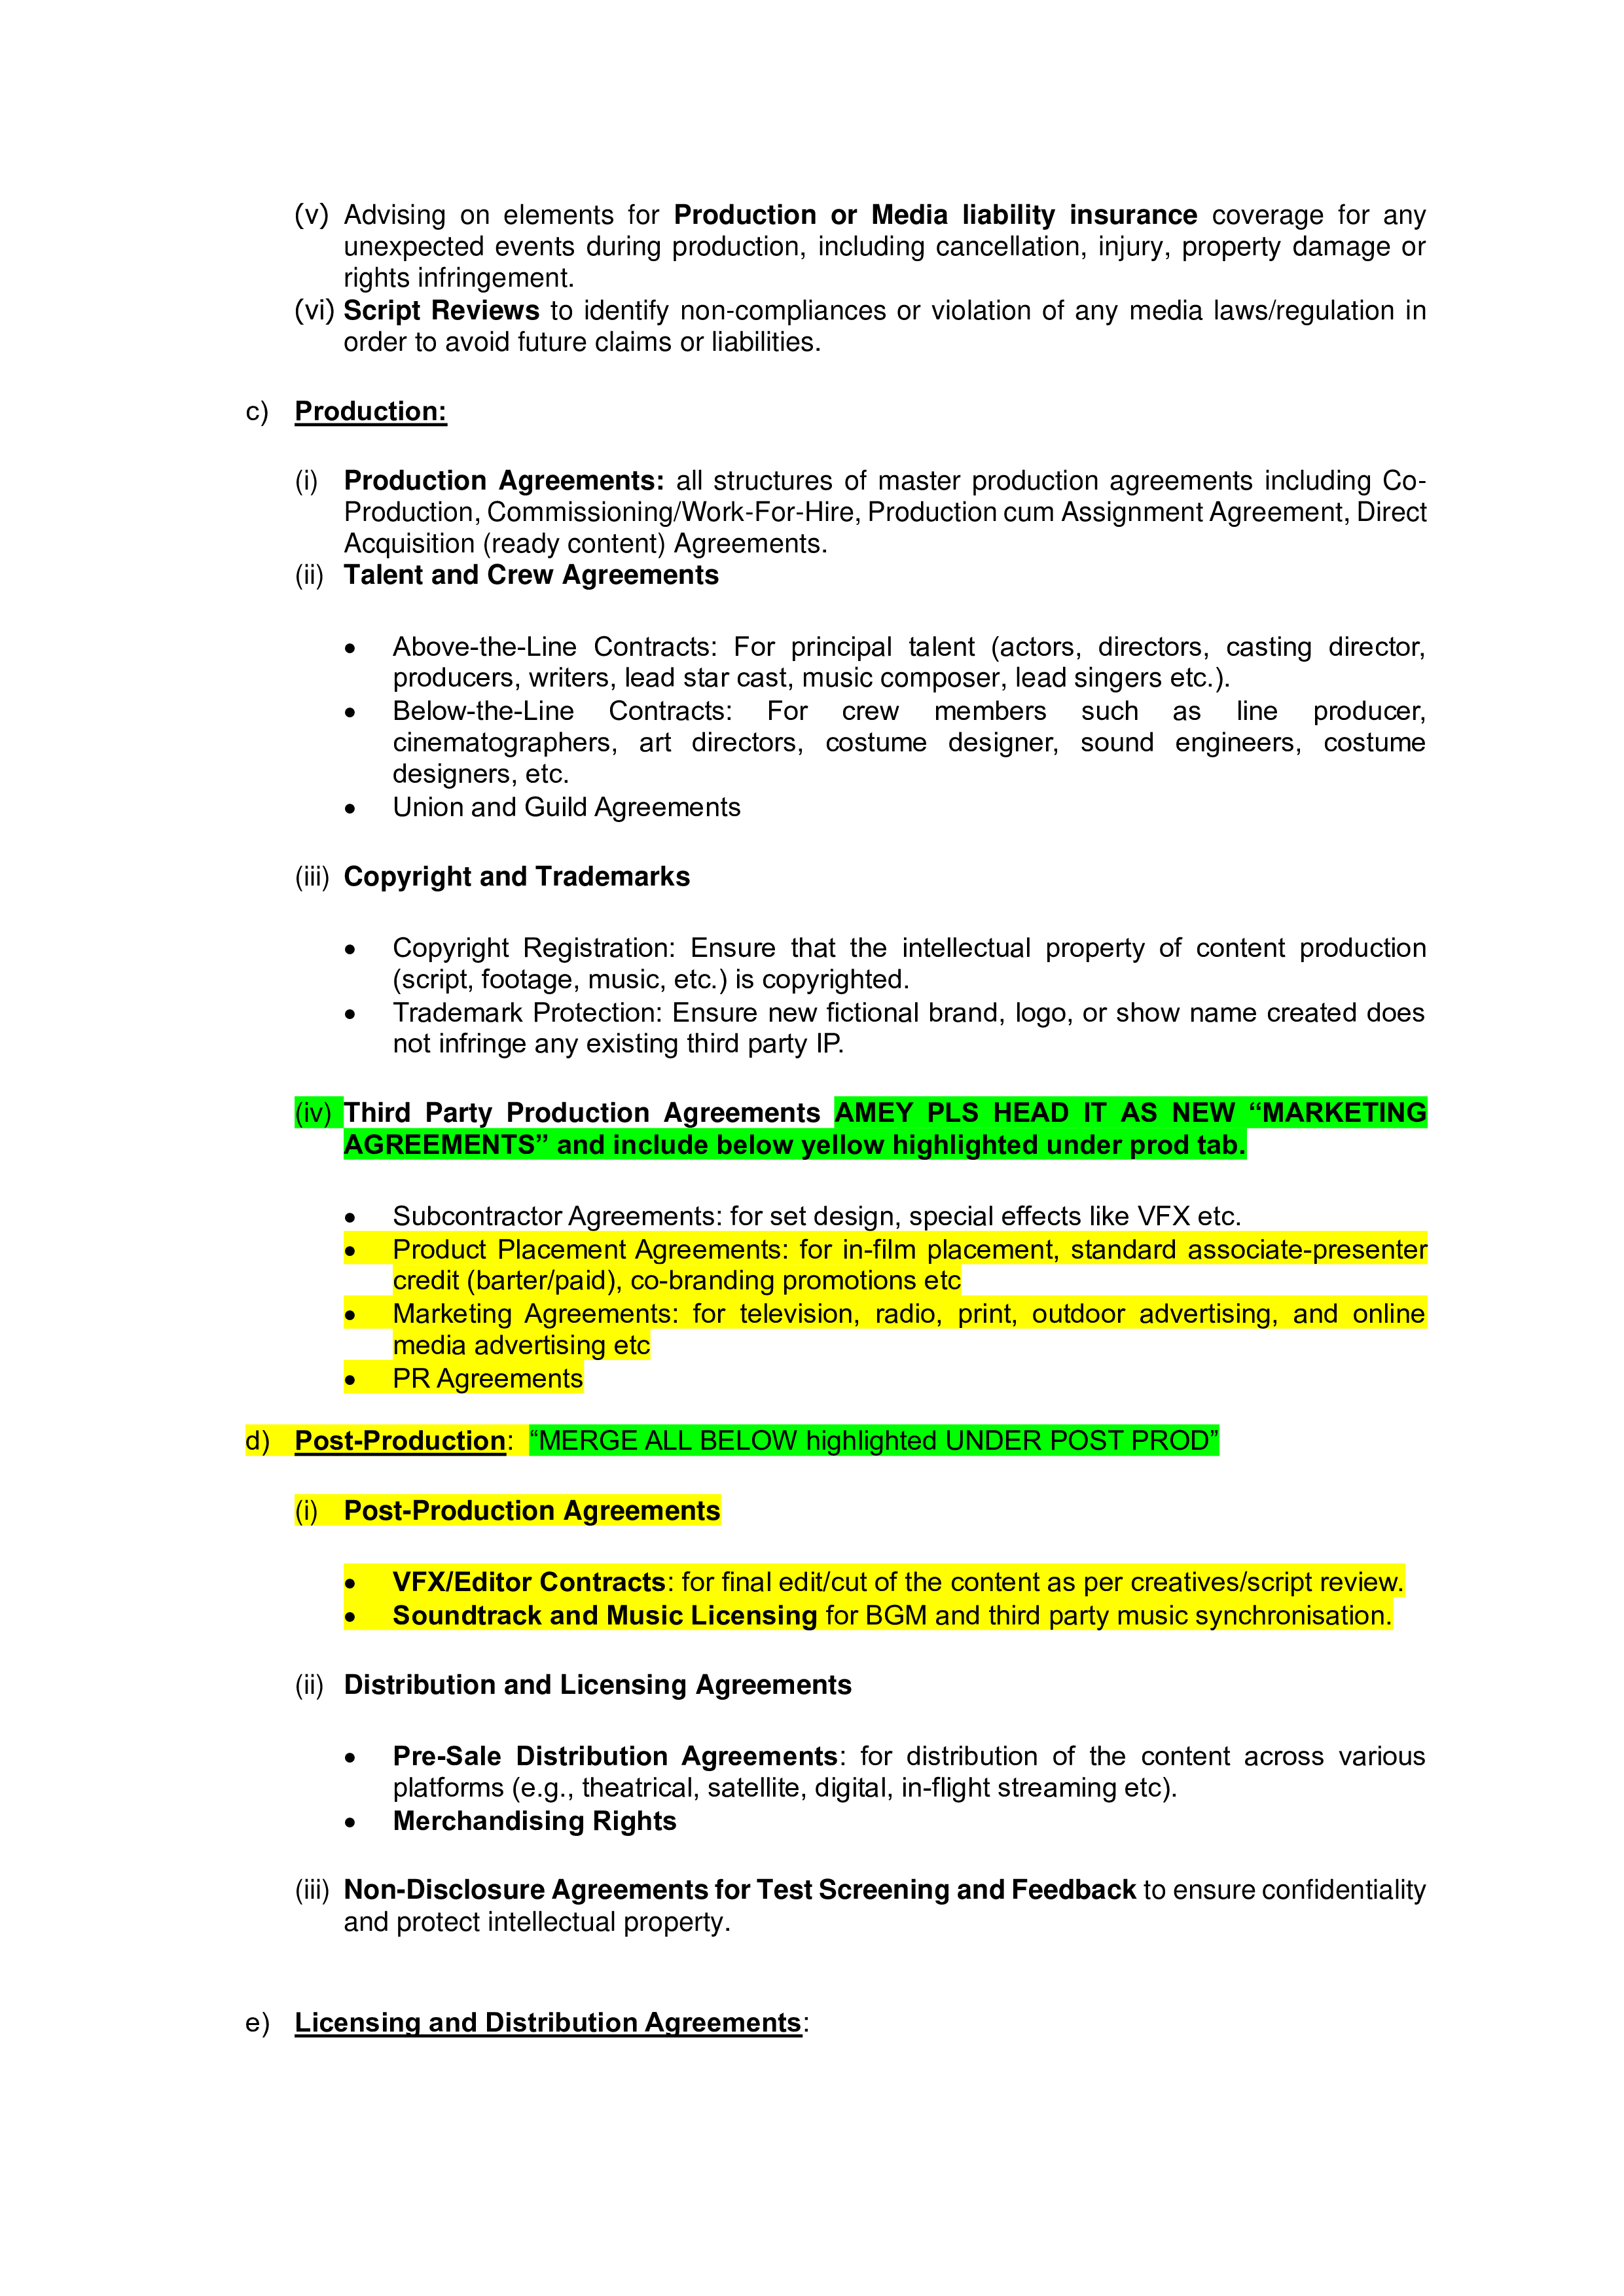 (v) Advising on elements for Production or Media liability insurance coverage for any
unexpected events during production, including cancellation, injury, property damage or
rights infringement.
(vi) Script Reviews to identify non-compliances or violation of any media laws/regulation in
order to avoid future claims or liabilities.
c) Production:
(i) Production Agreements: all structures of master production agreements including Co-
Production, Commissioning/Work-For-Hire, Production cum Assignment Agreement, Direct
Acquisition (ready content) Agreements.
(ii) Talent and Crew Agreements
• Above-the-Line Contracts: For principal talent (actors, directors, casting director,
producers, writers, lead star cast, music composer, lead singers etc.).
• Below-the-Line Contracts: For crew members such as line producer,
cinematographers, art directors, costume designer, sound engineers, costume
designers, etc.
• Union and Guild Agreements
(iii) Copyright and Trademarks
• Copyright Registration: Ensure that the intellectual property of content production
(script, footage, music, etc.) is copyrighted.
• Trademark Protection: Ensure new fictional brand, logo, or show name created does
not infringe any existing third party IP.
(iv) Third Party Production Agreements AMEY PLS HEAD IT AS NEW “MARKETING
AGREEMENTS” and include below yellow highlighted under prod tab.
• Subcontractor Agreements: for set design, special effects like VFX etc.
• Product Placement Agreements: for in-film placement, standard associate-presenter
credit (barter/paid), co-branding promotions etc
• Marketing Agreements: for television, radio, print, outdoor advertising, and online
media advertising etc
• PR Agreements
d) Post-Production: “MERGE ALL BELOW highlighted UNDER POST PROD”
(i) Post-Production Agreements
• VFX/Editor Contracts: for final edit/cut of the content as per creatives/script review.
• Soundtrack and Music Licensing for BGM and third party music synchronisation.
(ii) Distribution and Licensing Agreements
• Pre-Sale Distribution Agreements: for distribution of the content across various
platforms (e.g., theatrical, satellite, digital, in-flight streaming etc).
• Merchandising Rights
(iii) Non-Disclosure Agreements for Test Screening and Feedback to ensure confidentiality
and protect intellectual property.
e) Licensing and Distribution Agreements: